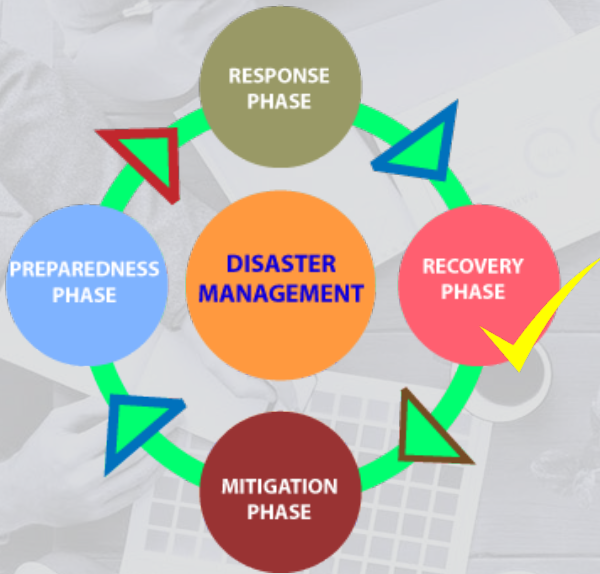 RESPONSE
PHASE
PREPAREDNESS
PHASE
DISASTER
MANAGEMENT
RECOVERY
PHASE
MITIGATION
PHASE